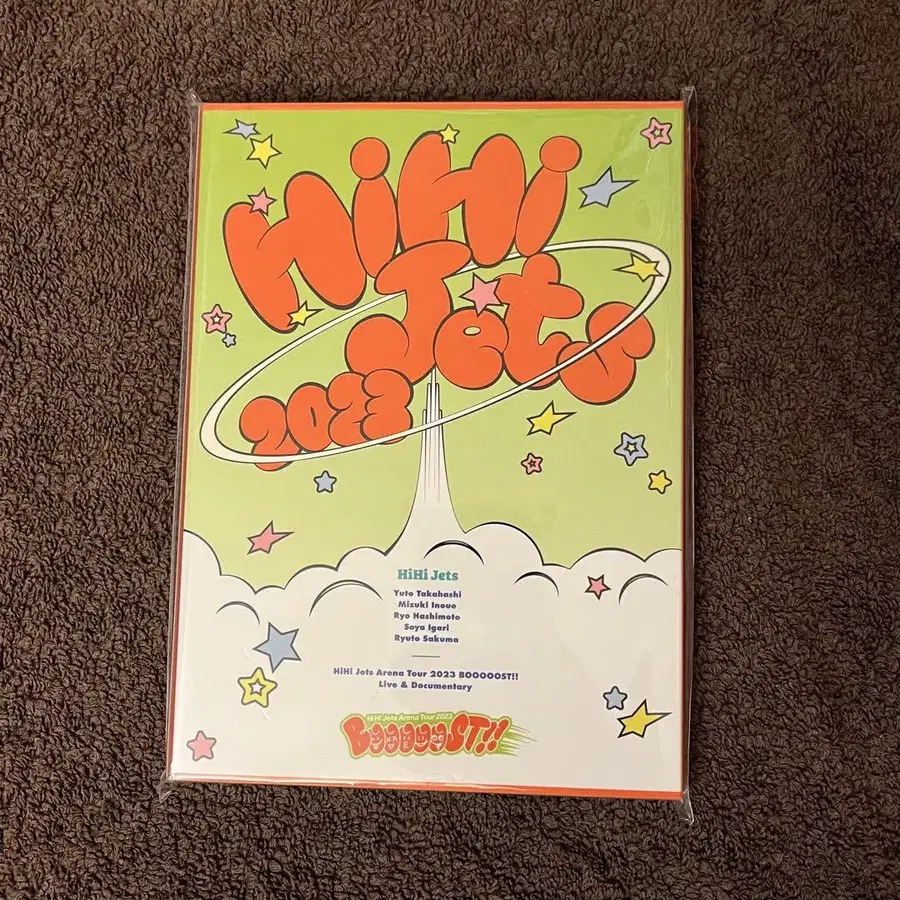 HiHi
Jets
2023
HiHi Jets
Yuto Takahashi
Mizuki Inoue
Ryo Hashimoto
Soya Igari
Ryuto Sakuma
HiHi Jets Arena Tour 2023 BOOOOOST!!
Live & Documentary
HiHi Jets Arena Tour 2023
BOOOOOST!!